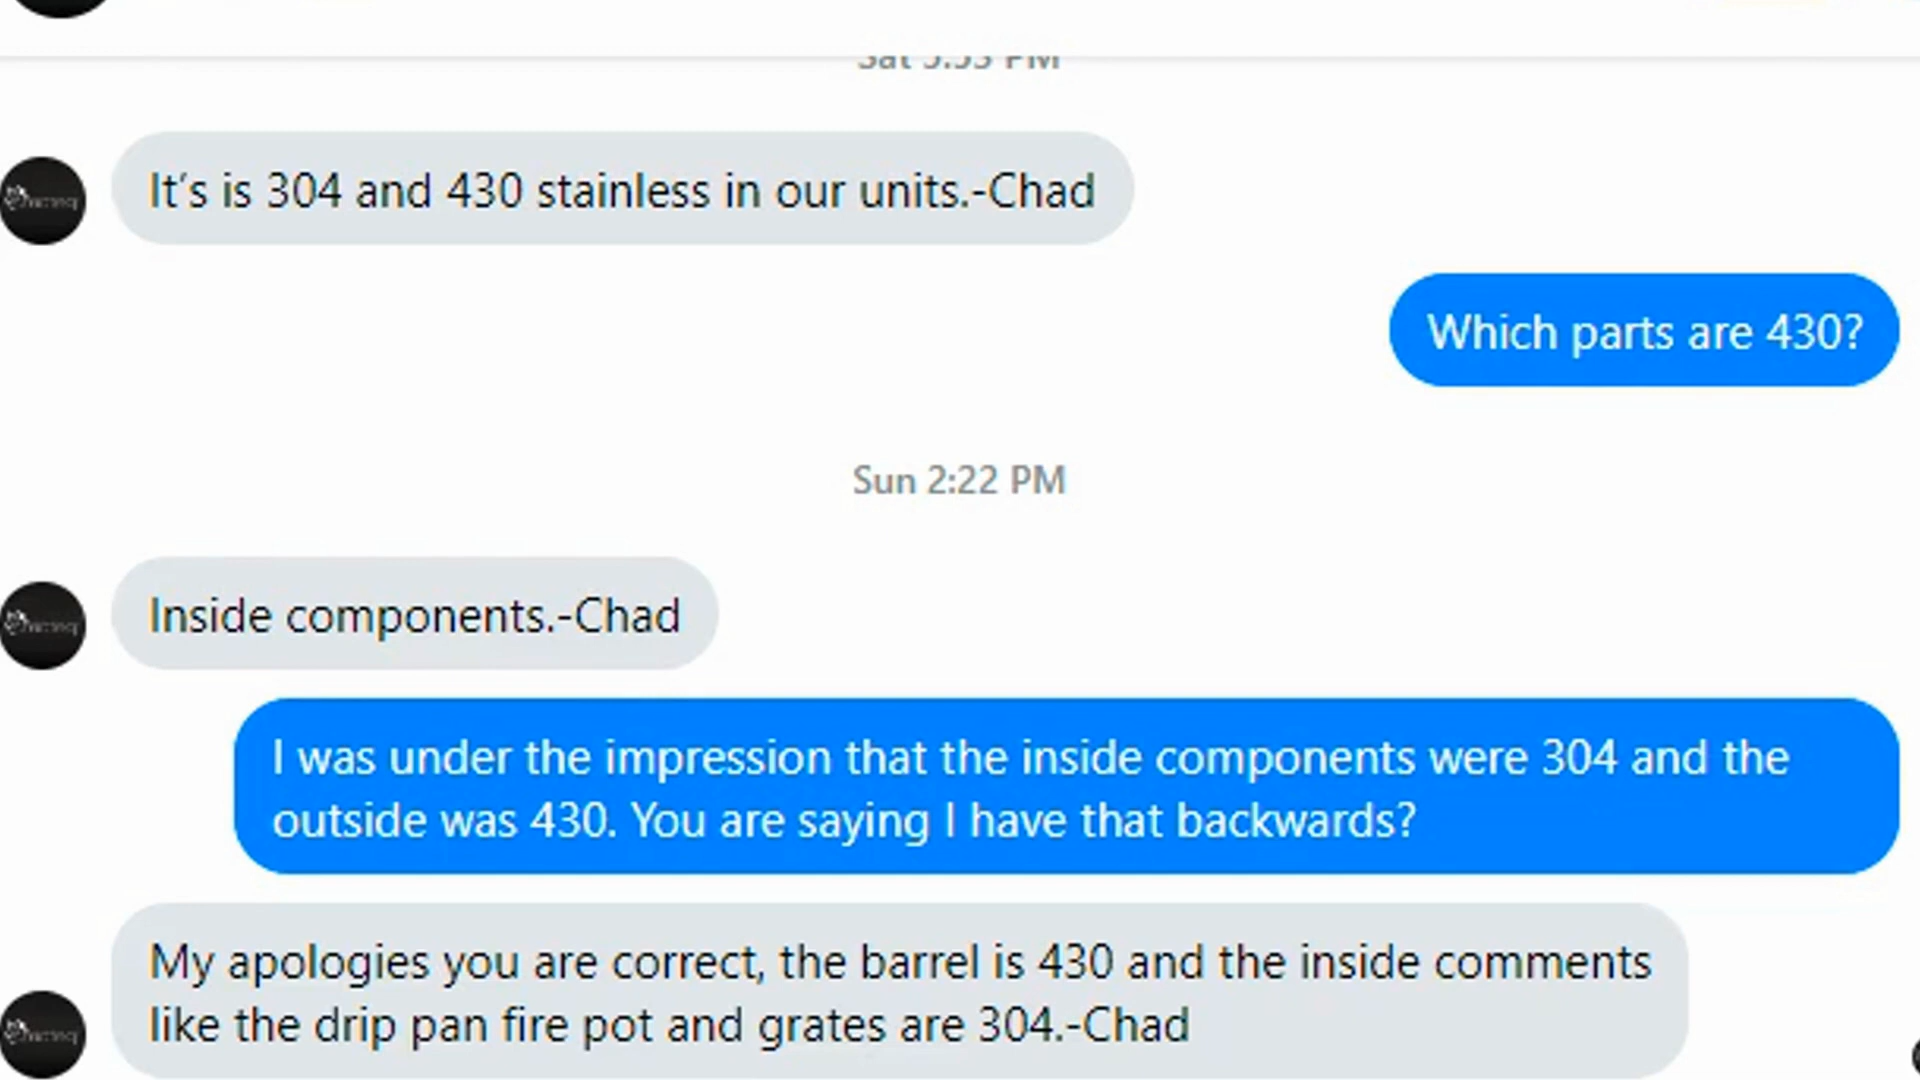 It's is 304 and 430 stainless in our units.-Chad
Which parts are 430?
Sun 2:22 PM
Inside components.-Chad
I was under the impression that the inside components were 304 and the
outside was 430. You are saying I have that backwards?
My apologies you are correct, the barrel is 430 and the inside comments
like the drip pan fire pot and grates are 304.-Chad